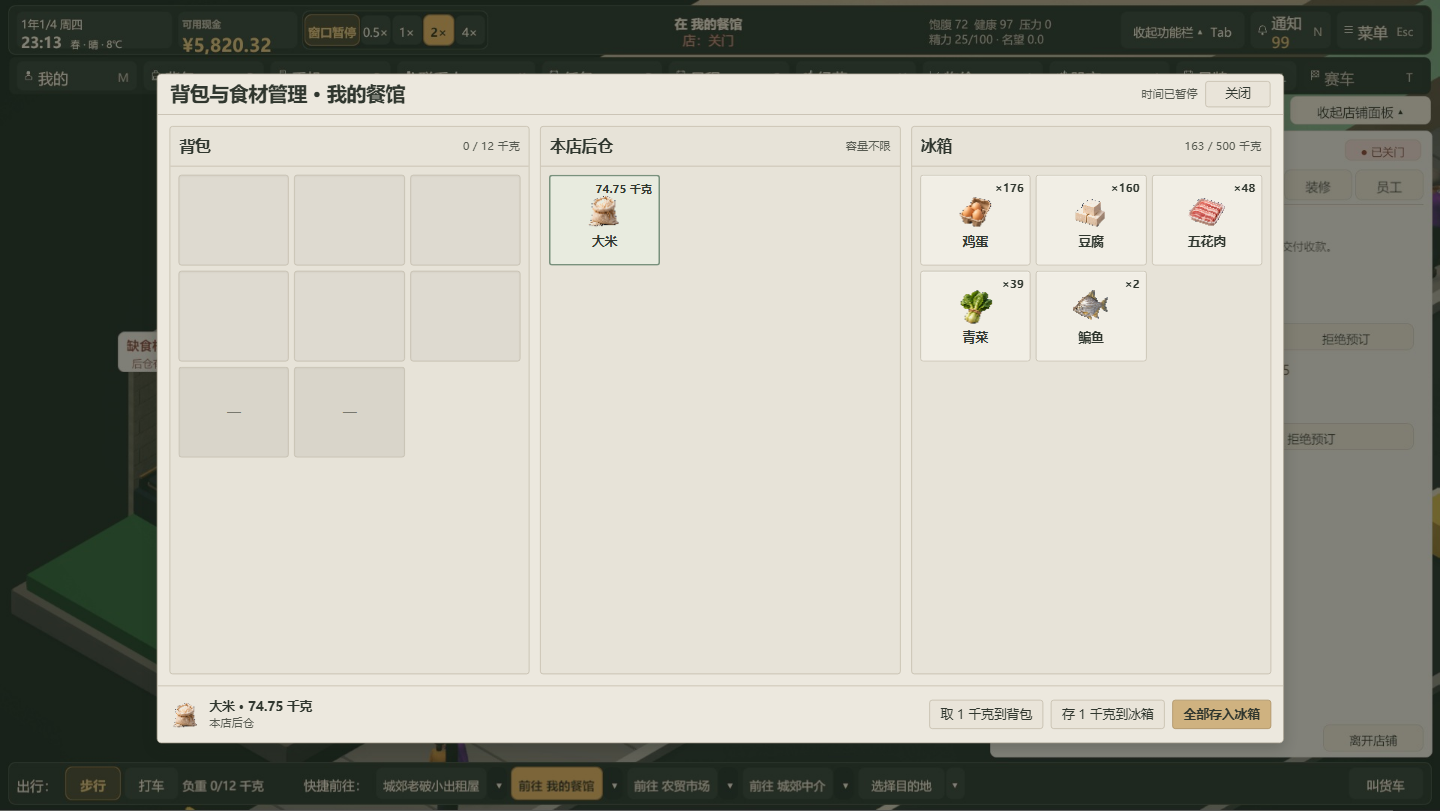 1年1/4 周四
23:13 春 · 晴 · 8℃
可用现金
¥5,820.32
窗口暂停 0.5× 1× 2× 4×
在 我的餐馆
店：关门
饱腹 72 健康 97 压力 0
精力 25/100 · 名望 0.0
收起功能栏 • Tab
通知 99 N
菜单 Esc
我的 M
赛车 T
背包与食材管理 • 我的餐馆
时间已暂停
关闭
收起店铺面板
已关门
装修
员工
背包
0 / 12 千克
—
—
本店后仓
容量不限
74.75 千克
大米
冰箱
163 / 500 千克
×176
鸡蛋
×160
豆腐
×48
五花肉
×39
青菜
×2
鳊鱼
缺食
后仓
交付收款。
拒绝预订
5
拒绝预订
大米 • 74.75 千克
本店后仓
取 1 千克到背包
存 1 千克到冰箱
全部存入冰箱
离开店铺
出行： 步行 打车 负重 0/12 千克 快捷前往： 城郊老破小出租屋 前往 我的餐馆 前往 农贸市场 前往 城郊中介 选择目的地 叫货车